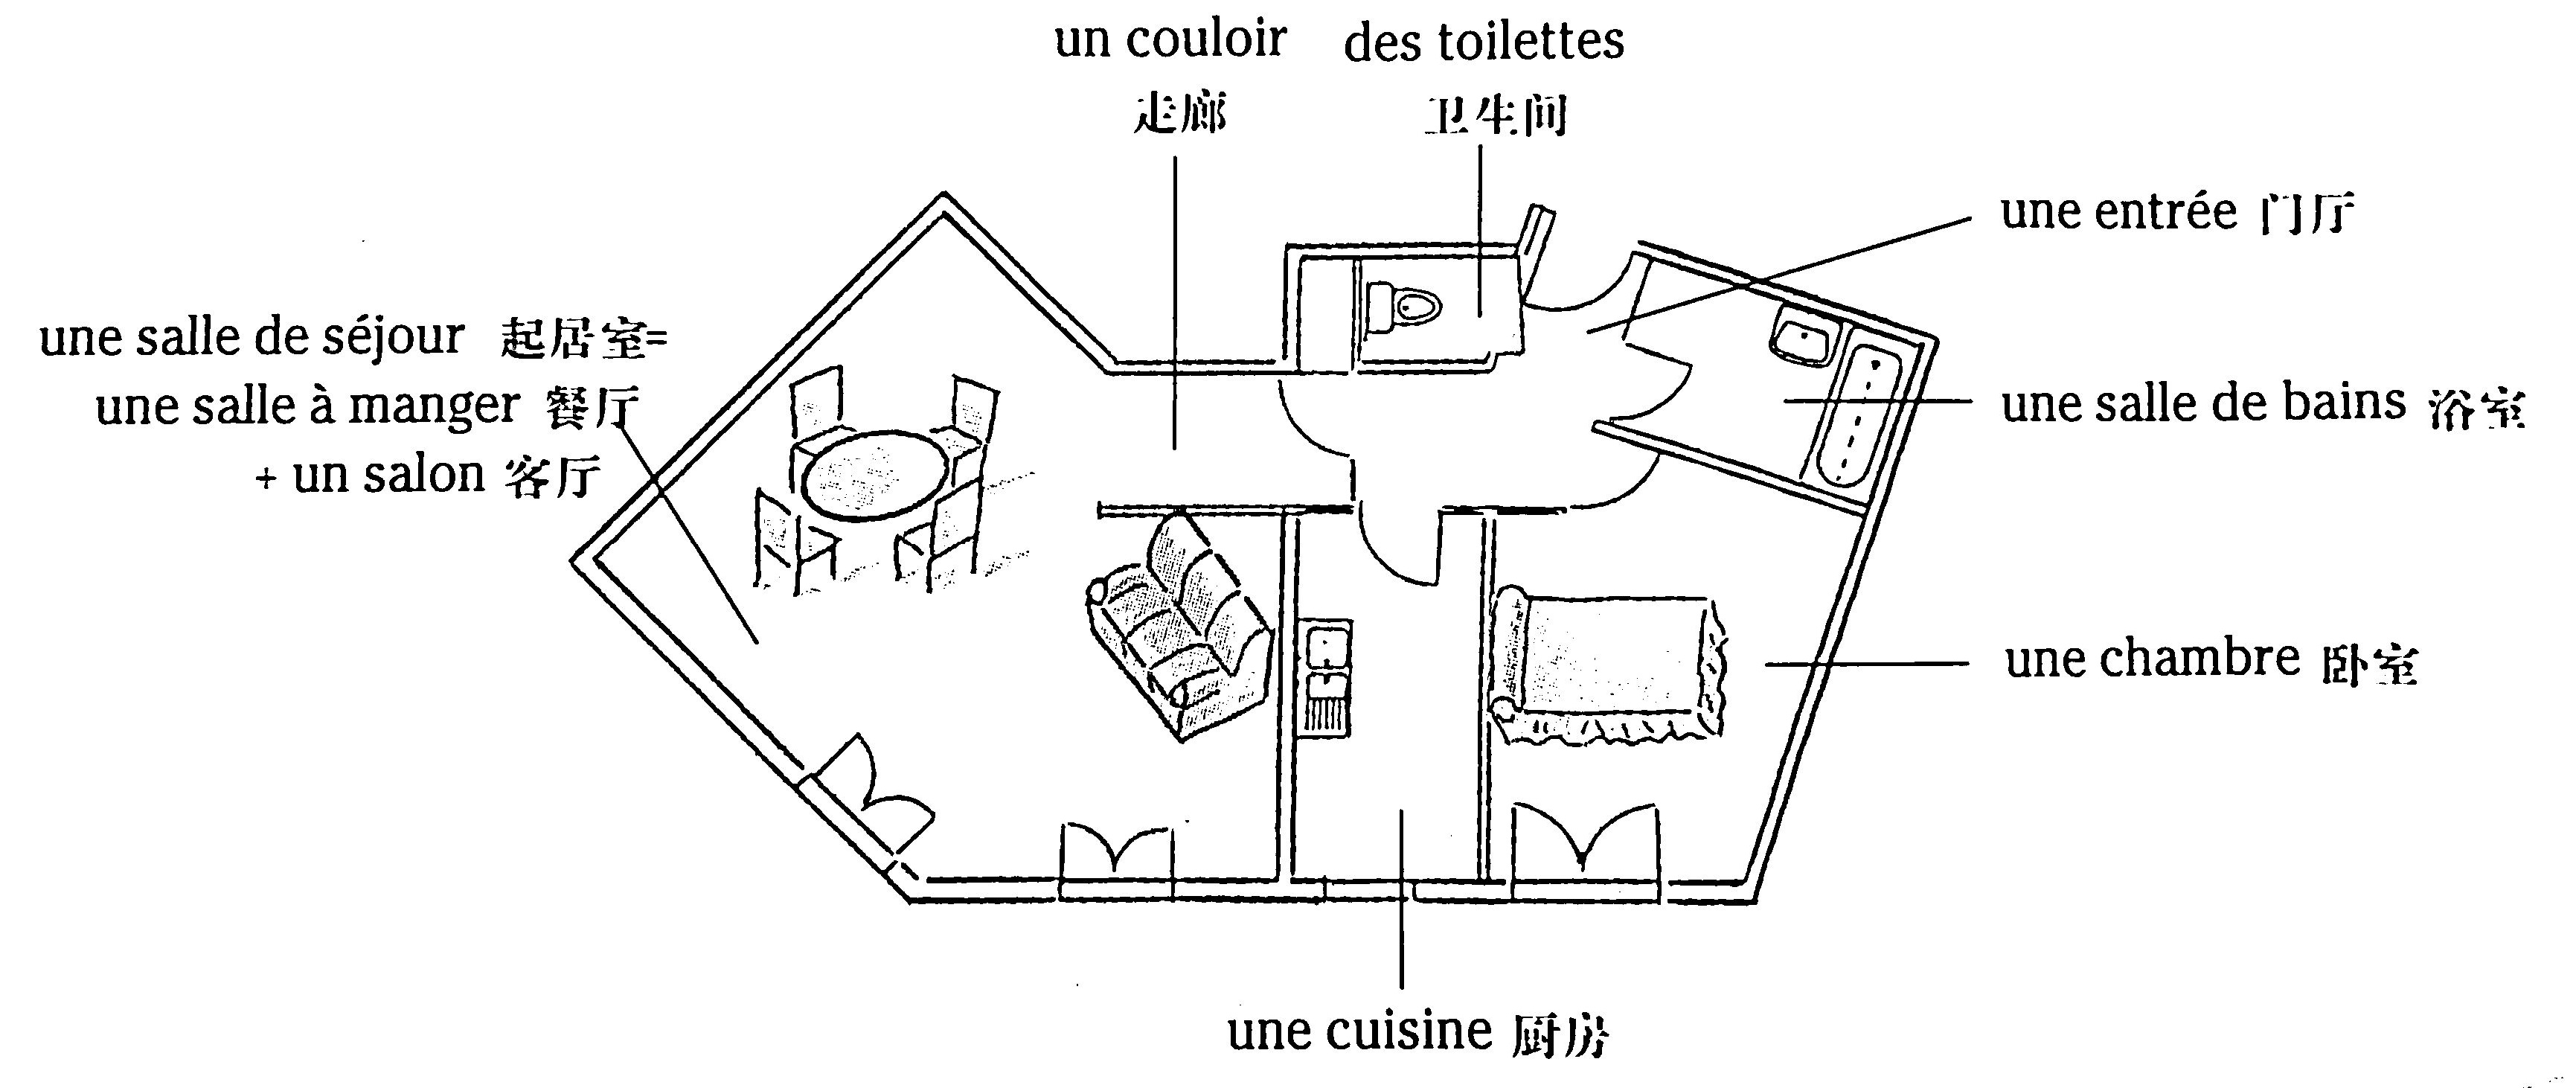 un couloir
走廊
des toilettes
卫生间
une entrée 门厅
une salle de séjour 起居室=
une salle à manger 餐厅
+ un salon 客厅
une salle de bains 浴室
une chambre 卧室
une cuisine 厨房